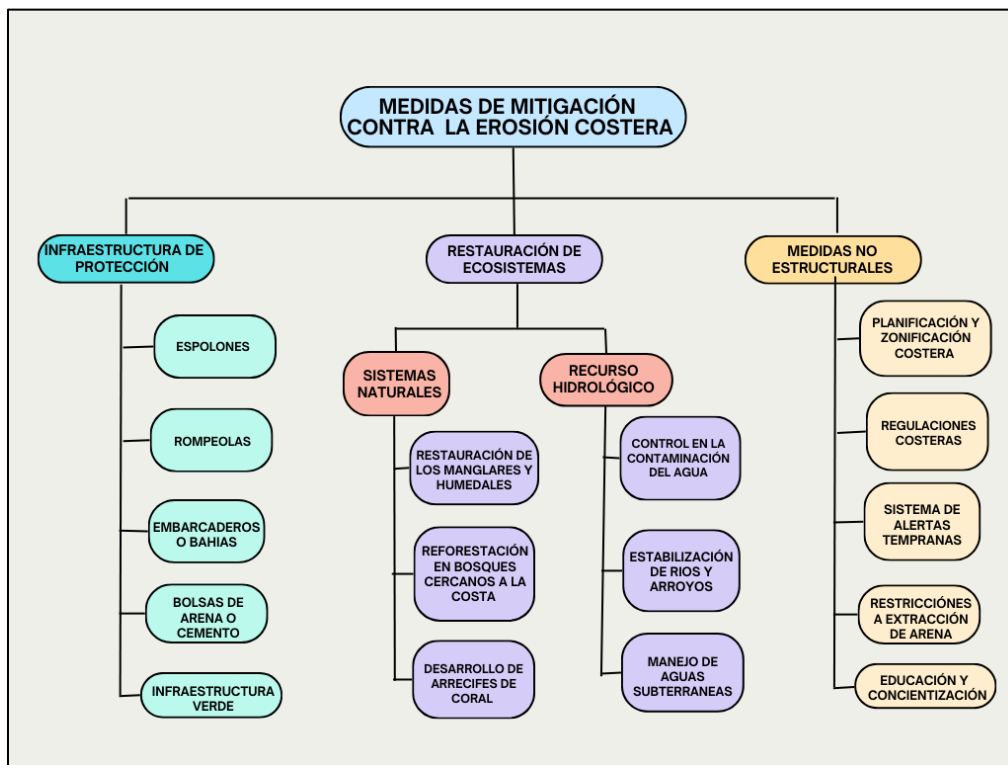 MEDIDAS DE MITIGACIÓN
CONTRA LA EROSIÓN COSTERA
INFRAESTRUCTURA DE
PROTECCIÓN
ESPOLONES
ROMPEOLAS
EMBARCADEROS
O BAHIAS
BOLSAS DE
ARENA O
CEMENTO
INFRAESTRUCTURA
VERDE
RESTAURACIÓN DE
ECOSISTEMAS
SISTEMAS
NATURALES
RESTAURACIÓN DE
LOS MANGLARES Y
HUMEDALES
REFORESTACIÓN
EN BOSQUES
CERCANOS A LA
COSTA
DESARROLLO DE
ARRECIFES DE
CORAL
RECURSO
HIDROLÓGICO
CONTROL EN LA
CONTAMINACIÓN
DEL AGUA
ESTABILIZACIÓN
DE RIOS Y
ARROYOS
MANEJO DE
AGUAS
SUBTERRANEAS
MEDIDAS NO
ESTRUCTURALES
PLANIFICACIÓN Y
ZONIFICACIÓN
COSTERA
REGULACIONES
COSTERAS
SISTEMA DE
ALERTAS
TEMPRANAS
RESTRICCIÓNES
A EXTRACCIÓN
DE ARENA
EDUCACIÓN Y
CONCIENTIZACIÓN